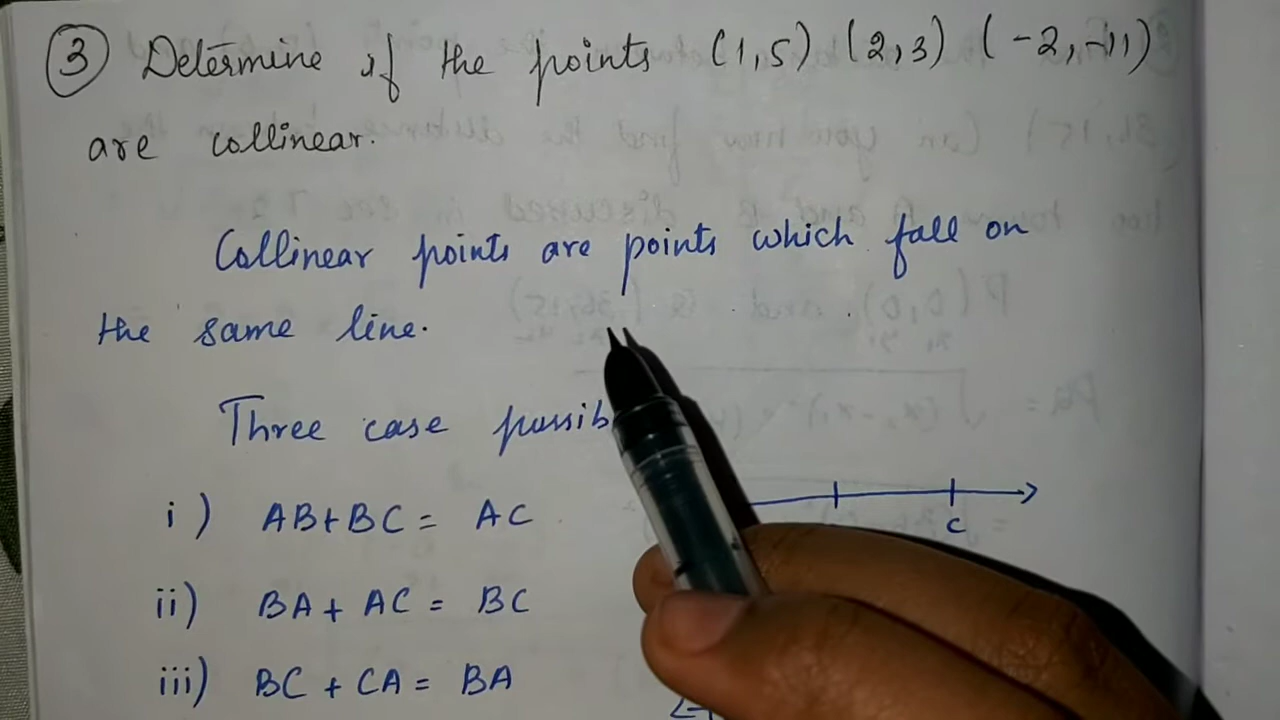 3 Determine if the points (1,5) (2,3) (-2,-11)
are collinear.
Collinear points are points which fall on
the same line.
Three case
i) AB+BC = AC
C
ii) BA + AC = BC
iii) BC + CA = BA